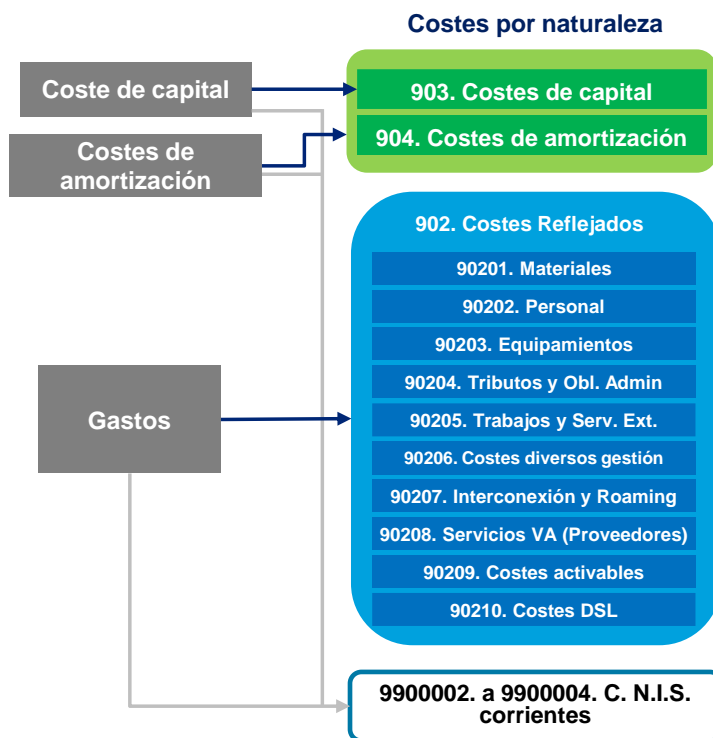 Costes por naturaleza
Coste de capital
903. Costes de capital
904. Costes de amortización
Costes de
amortización
902. Costes Reflejados
90201. Materiales
90202. Personal
90203. Equipamientos
90204. Tributos y Obl. Admin
Gastos
90205. Trabajos y Serv. Ext.
90206. Costes diversos gestión
90207. Interconexión y Roaming
90208. Servicios VA (Proveedores)
90209. Costes activables
90210. Costes DSL
9900002. a 9900004. C. N.I.S.
corrientes